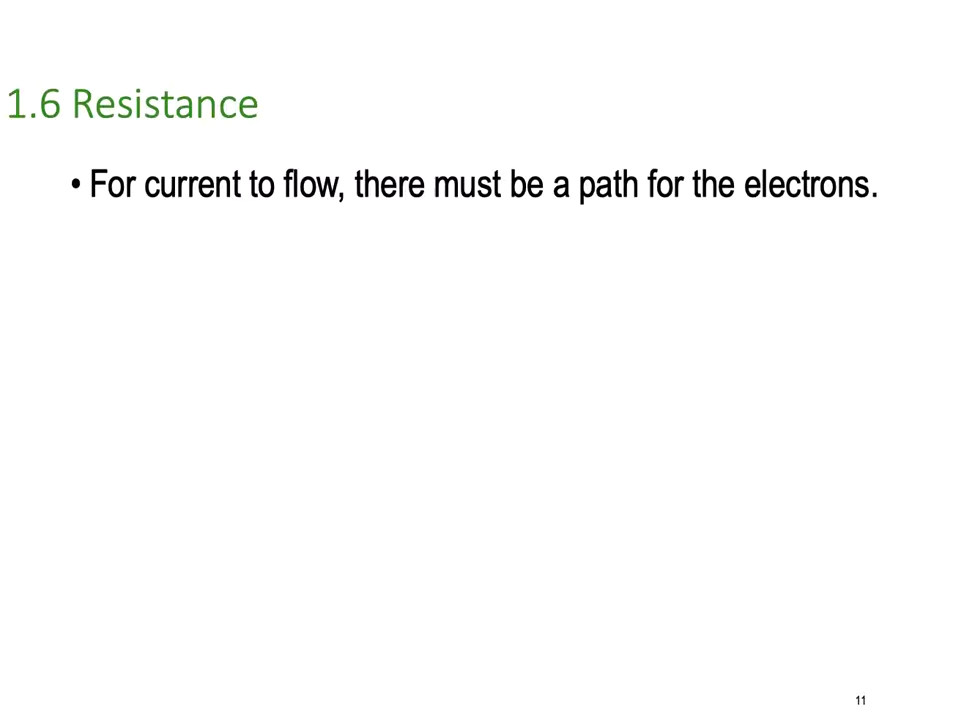 1.6 Resistance
• For current to flow, there must be a path for the electrons.
11